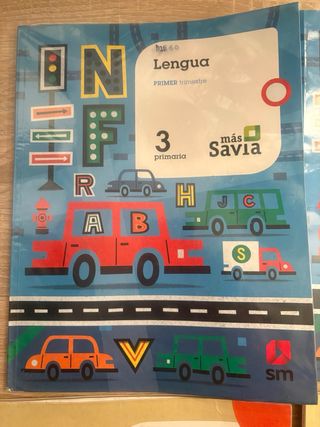 Lengua
PRIMER trimestre
3
primaria
más
Savia
I N
F
R
H
A B
J C
S
V
sm